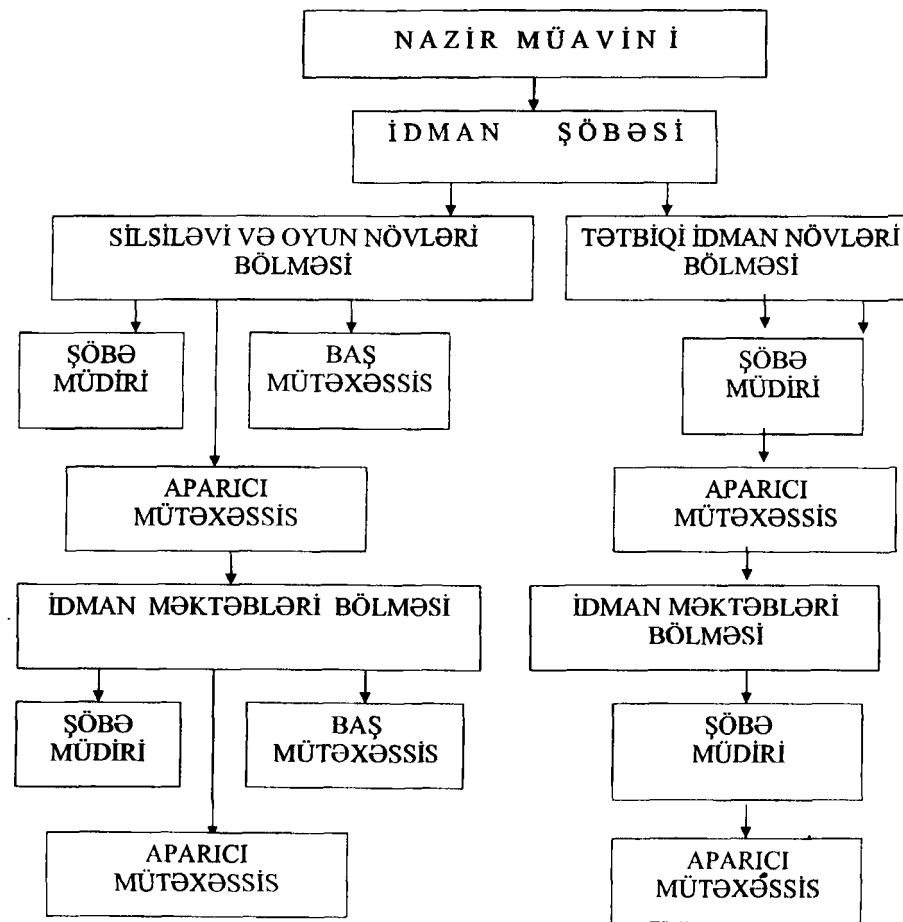 NAZİR MÜAVİNİ
İDMAN ŞÖBƏSİ
SİLSİLƏVİ VƏ OYUN NÖVLƏRİ
BÖLMƏSİ
TƏTBİQİ İDMAN NÖVLƏRİ
BÖLMƏSİ
ŞÖBƏ
MÜDİRİ
BAŞ
MÜTƏXƏSSİS
ŞÖBƏ
MÜDİRİ
APARICI
MÜTƏXƏSSİS
APARICI
MÜTƏXƏSSİS
İDMAN MƏKTƏBLƏRİ BÖLMƏSİ
İDMAN MƏKTƏBLƏRİ
BÖLMƏSİ
ŞÖBƏ
MÜDİRİ
BAŞ
MÜTƏXƏSSİS
ŞÖBƏ
MÜDİRİ
APARICI
MÜTƏXƏSSİS
APARICI
MÜTƏXƏSSİS